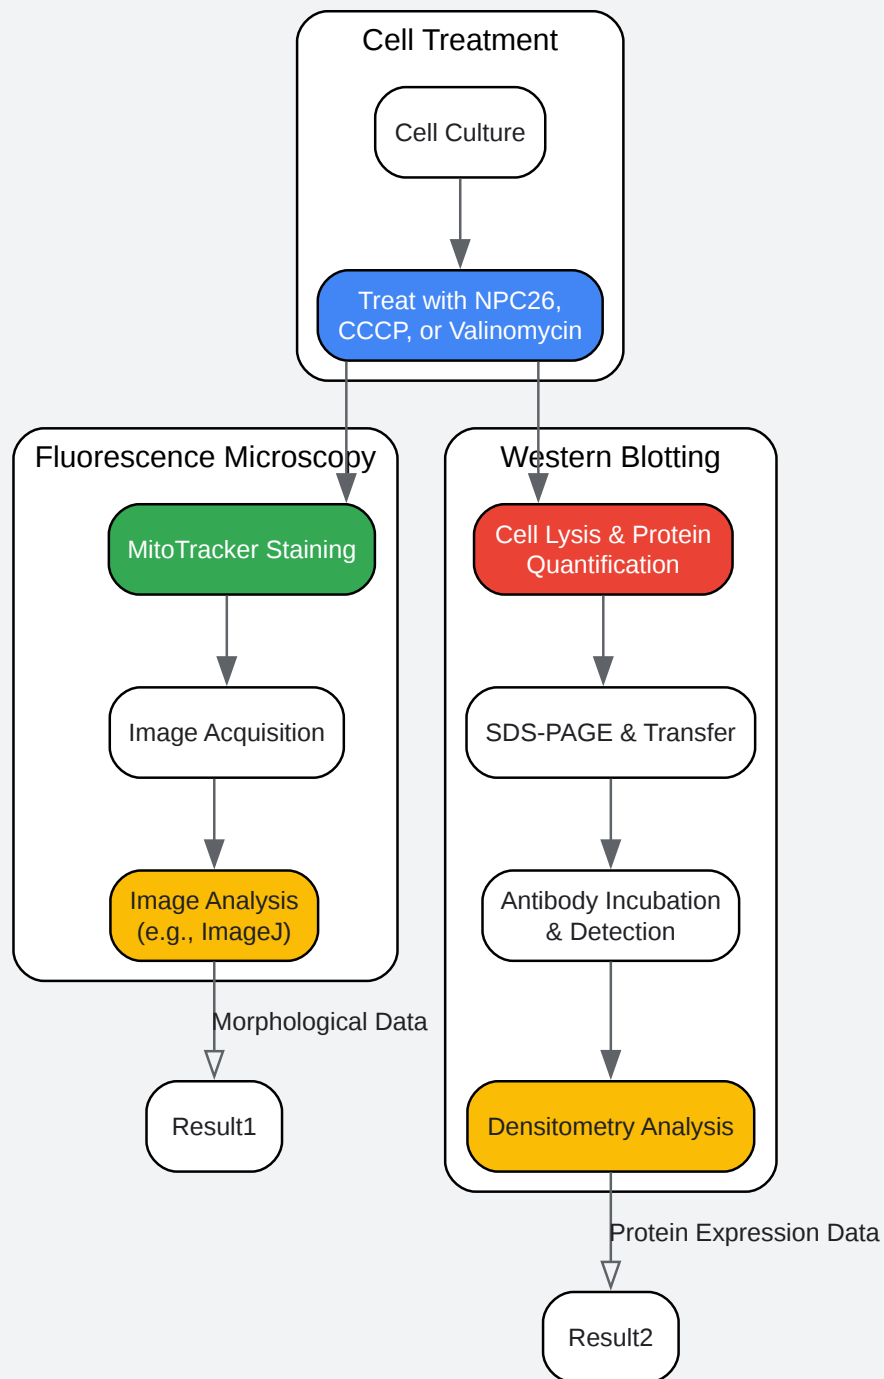 Cell Treatment
Cell Culture
Treat with NPC26,
CCCP, or Valinomycin
Fluorescence Microscopy
MitoTracker Staining
Image Acquisition
Image Analysis
(e.g., ImageJ)
Morphological Data
Result1
Western Blotting
Cell Lysis & Protein
Quantification
SDS-PAGE & Transfer
Antibody Incubation
& Detection
Densitometry Analysis
Protein Expression Data
Result2